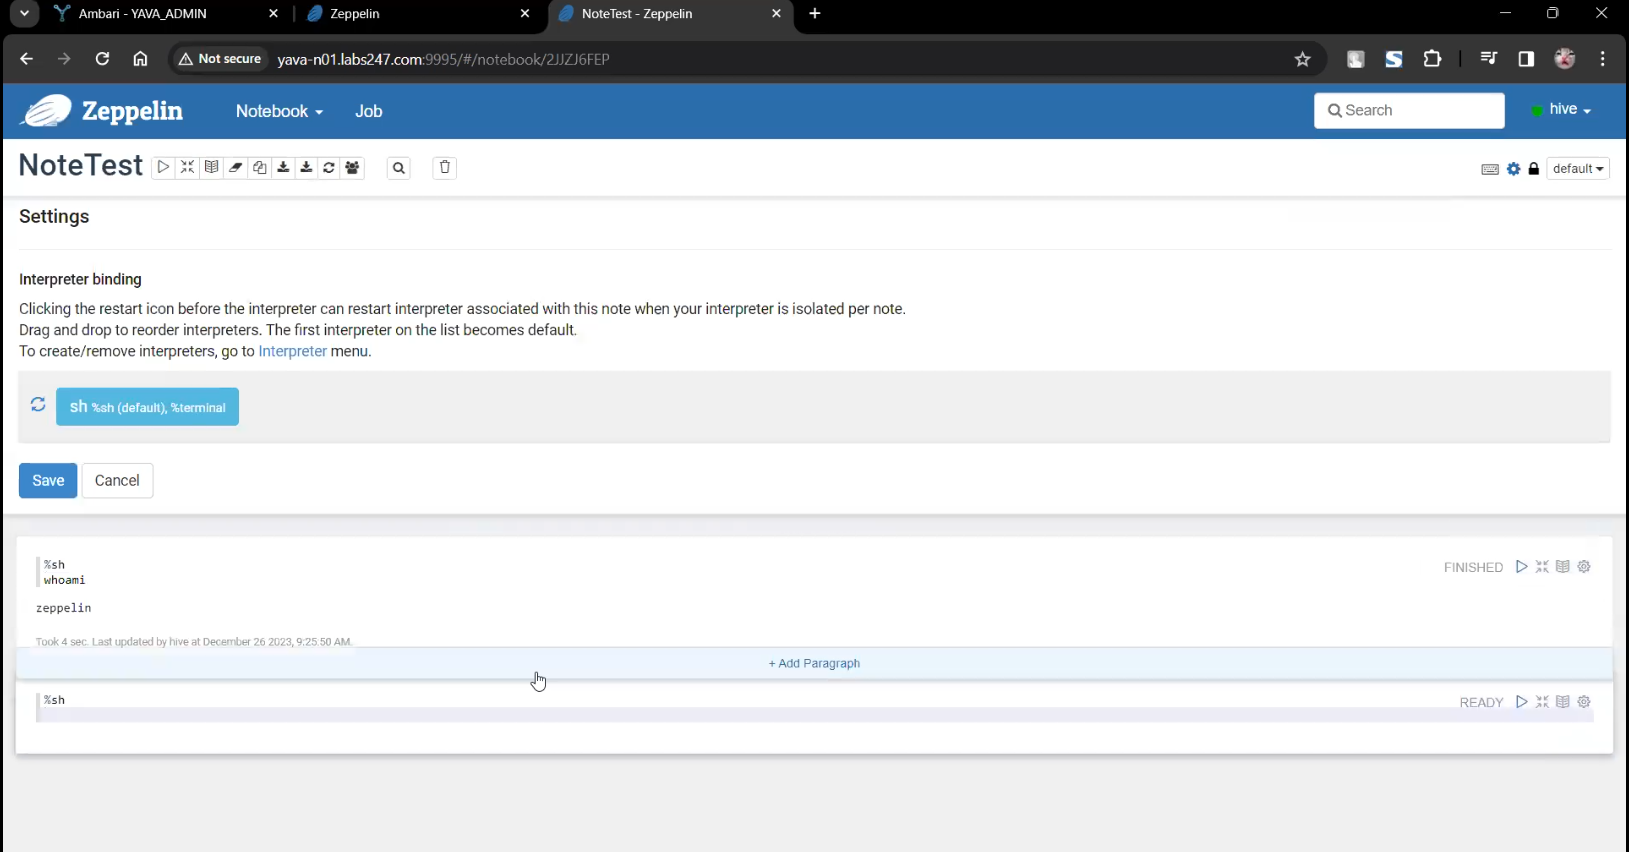 Ambari - YAVA_ADMIN
Zeppelin
NoteTest - Zeppelin
Not secure yava-n01.labs247.com:9995/#/notebook/2JJZJ6FEP
Zeppelin Notebook Job Search hive
NoteTest default
Settings
Interpreter binding
Clicking the restart icon before the interpreter can restart interpreter associated with this note when your interpreter is isolated per note.
Drag and drop to reorder interpreters. The first interpreter on the list becomes default.
To create/remove interpreters, go to Interpreter menu.
sh %sh (default), %terminal
Save Cancel
%sh FINISHED
whoami
zeppelin
Took 4 sec. Last updated by hive at December 26 2023, 9:25:50 AM.
+ Add Paragraph
%sh READY